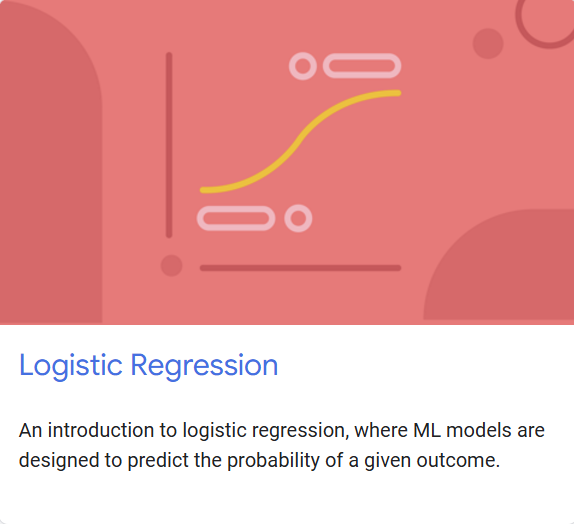 Logistic Regression
An introduction to logistic regression, where ML models are
designed to predict the probability of a given outcome.